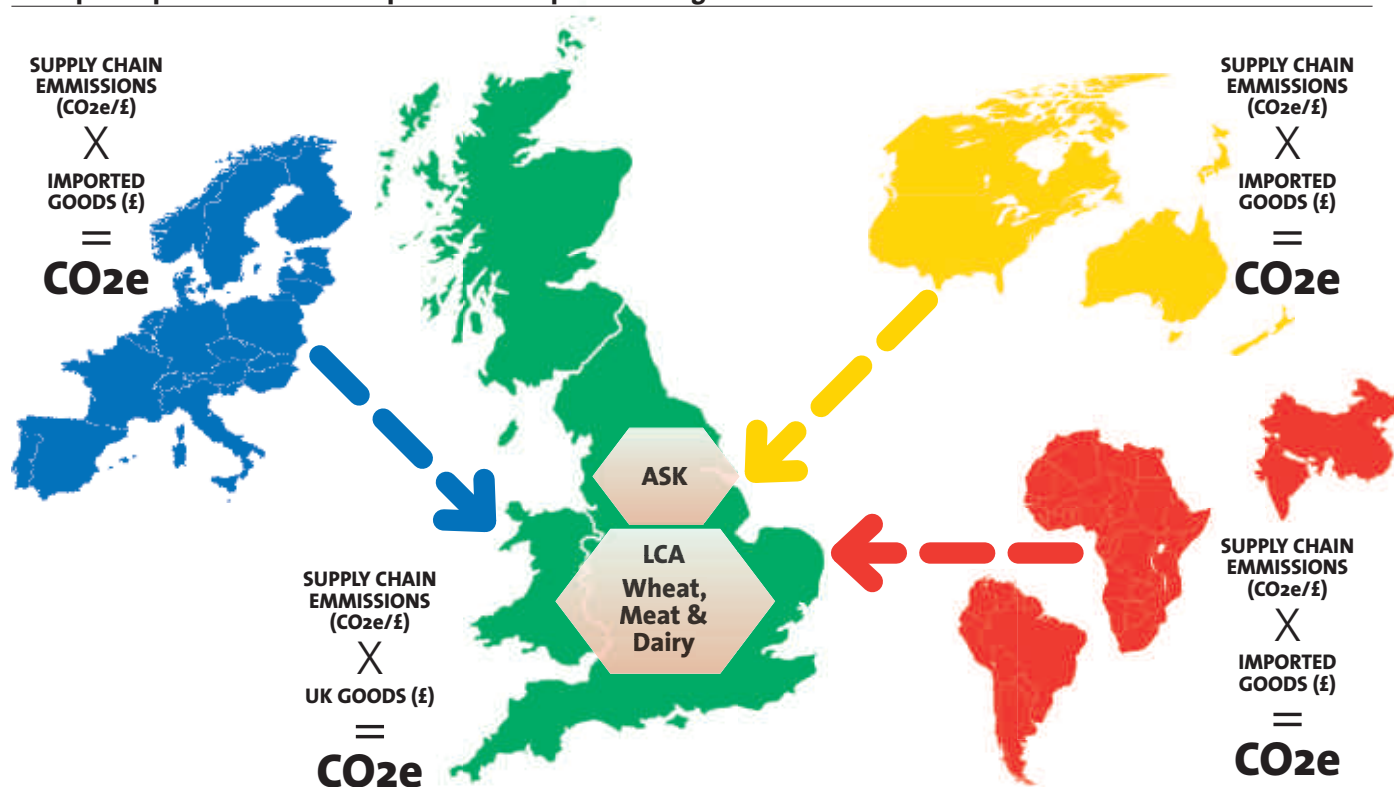 SUPPLY CHAIN
EMMISSIONS
(CO2e/£)
X
IMPORTED
GOODS (£)
=
CO2e
SUPPLY CHAIN
EMMISSIONS
(CO2e/£)
X
IMPORTED
GOODS (£)
=
CO2e
ASK
LCA
Wheat,
Meat &
Dairy
SUPPLY CHAIN
EMMISSIONS
(CO2e/£)
X
UK GOODS (£)
=
CO2e
SUPPLY CHAIN
EMMISSIONS
(CO2e/£)
X
IMPORTED
GOODS (£)
=
CO2e